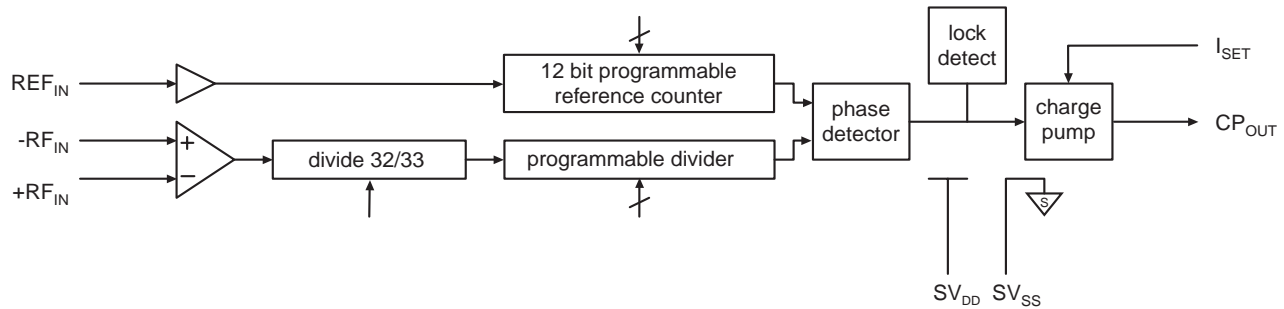 lock
detect
I_SET
REF_IN
12 bit programmable
reference counter
phase
detector
charge
pump
CP_OUT
-RF_IN
+
divide 32/33
programmable divider
−
+RF_IN
S
SV_DD
SV_SS